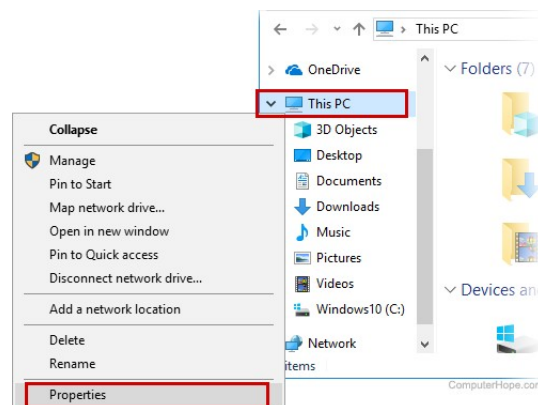 This PC
OneDrive
Folders (7)
This PC
3D Objects
Desktop
Documents
Downloads
Music
Pictures
Videos
Devices an
Windows10 (C:)
Network
items
ComputerHope.com
Collapse
Manage
Pin to Start
Map network drive...
Open in new window
Pin to Quick access
Disconnect network drive...
Add a network location
Delete
Rename
Properties